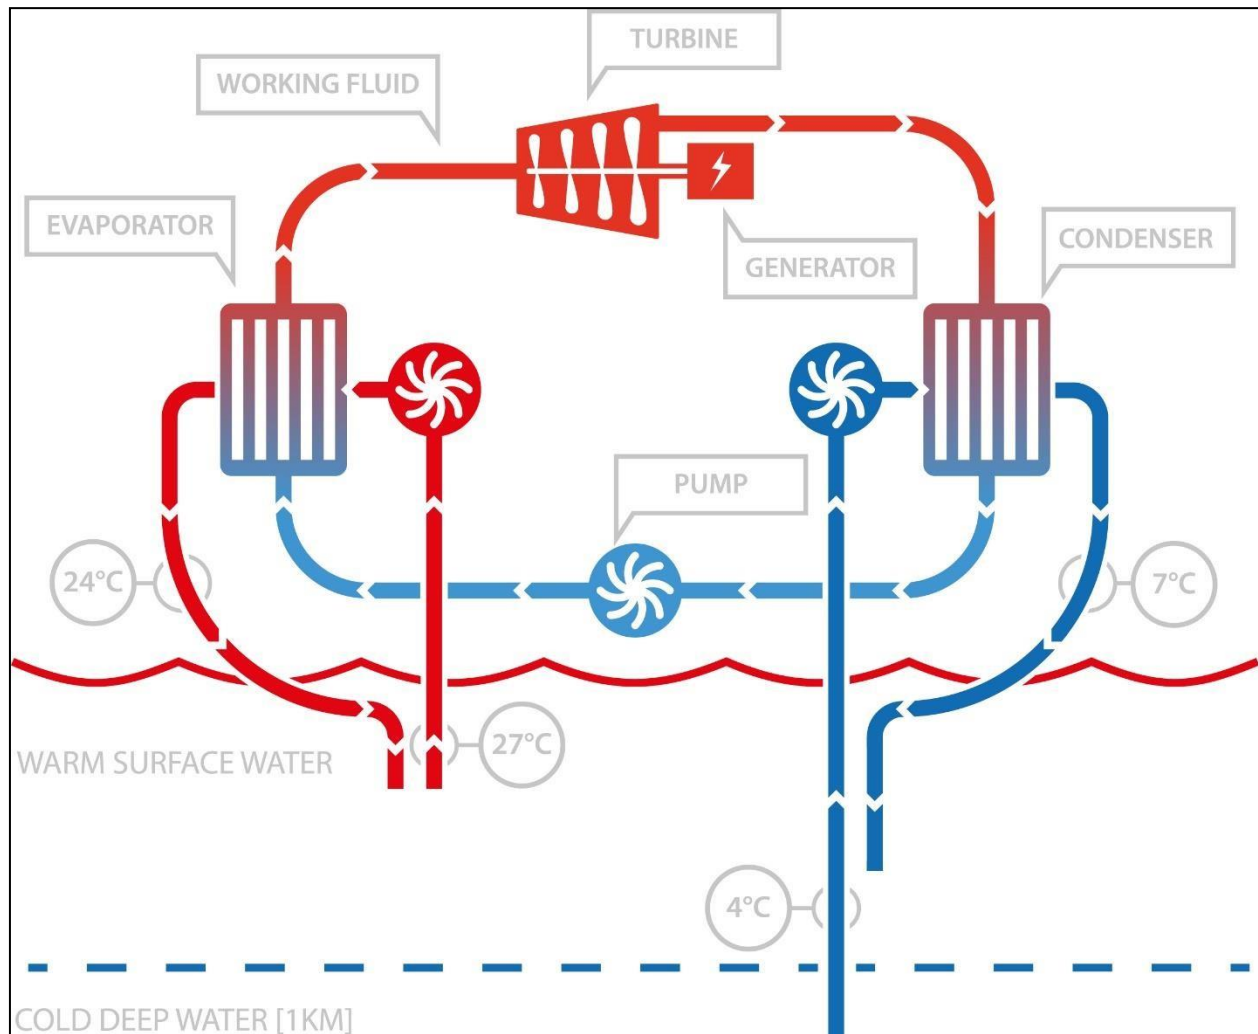 TURBINE
WORKING FLUID
EVAPORATOR
GENERATOR
CONDENSER
PUMP
24°C
7°C
27°C
WARM SURFACE WATER
4°C
COLD DEEP WATER [1KM]